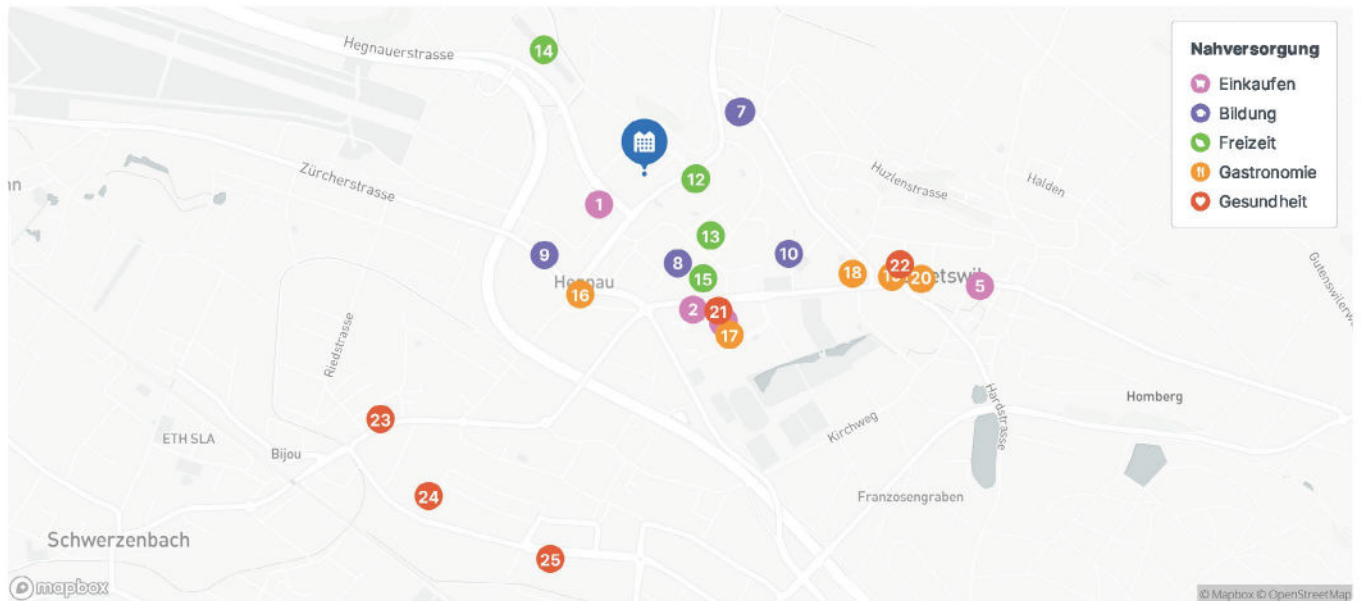 Hegnauerstrasse
14
Nahversorgung
Einkaufen
Bildung
Freizeit
Gastronomie
Gesundheit
7
Zürcherstrasse
12
Huzlenstrasse
Halden
1
13
9
8
10
22
18
20
5
15
16
2
21
17
Gutenswilerw
Riedstrasse
23
Homberg
Hardstrasse
Kirchweg
ETH SLA
Bijou
24
Franzosengraben
Schwerzenbach
25
mapbox
© Mapbox © OpenStreetMap